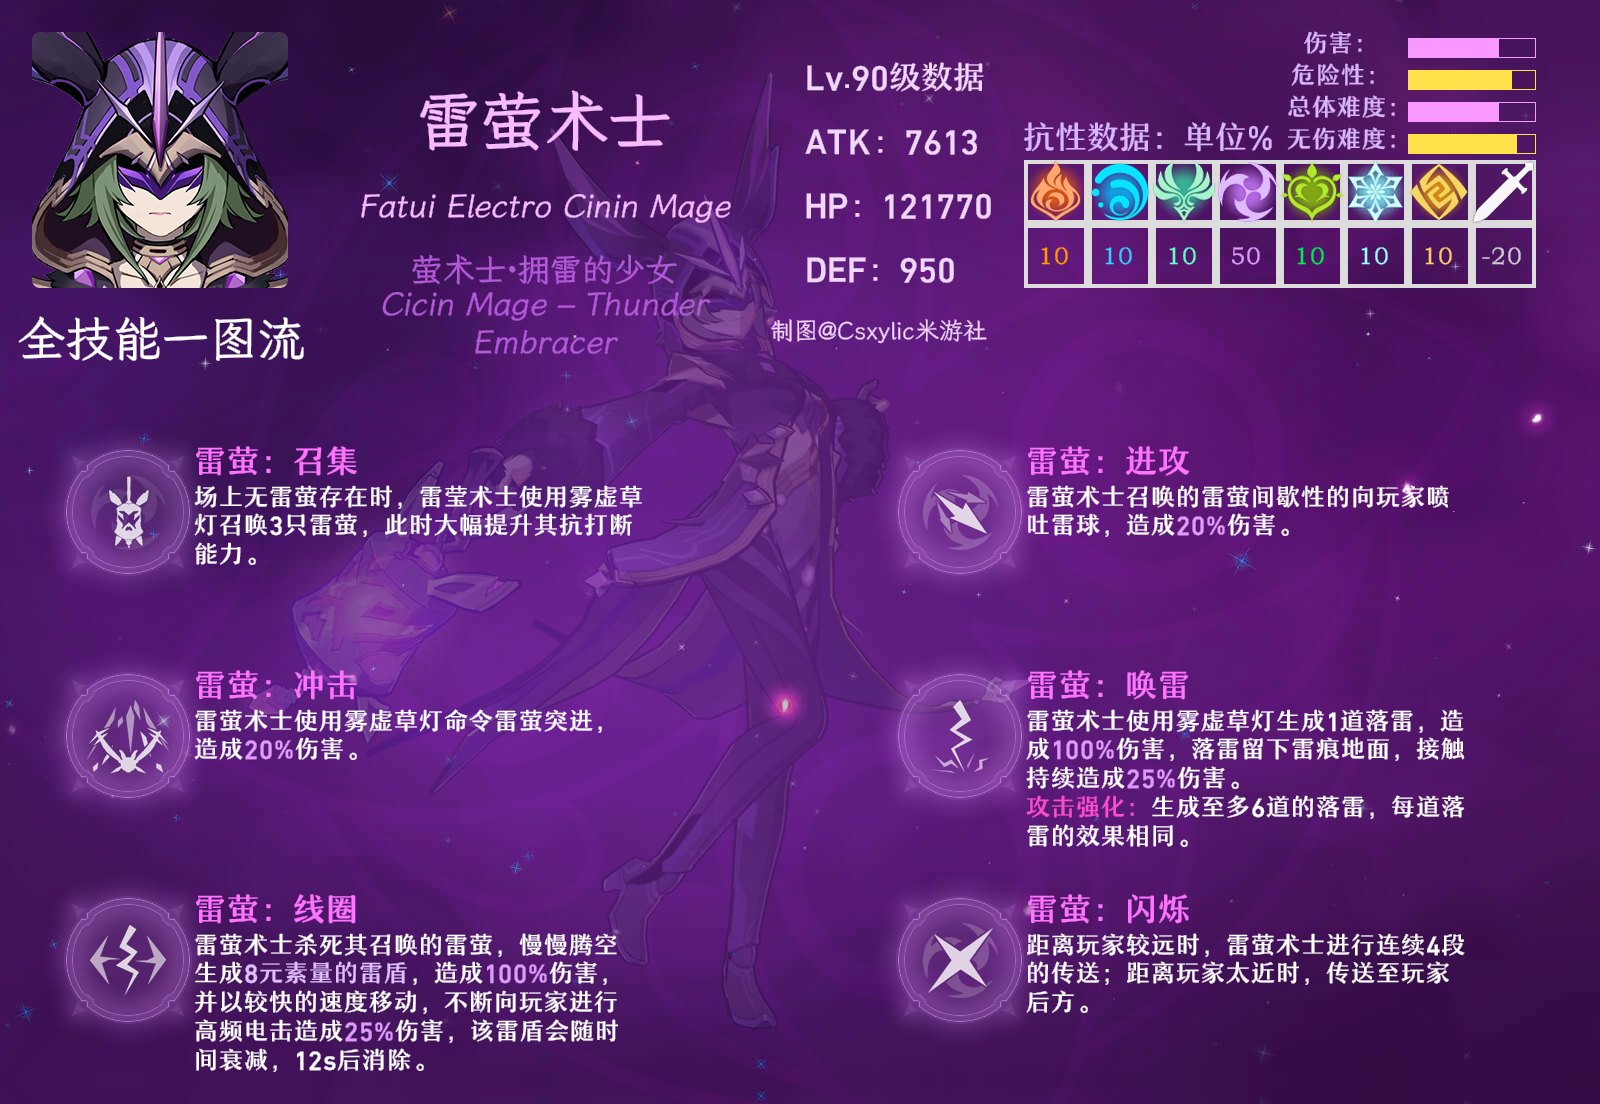 雷萤术士
Fatui Electro Cinin Mage
萤术士·拥雷的少女
Cicin Mage – Thunder
Embracer
全技能一图流
Lv.90级数据
ATK：7613
HP：121770
DEF：950
制图@Csxylic米游社
伤害：
危险性：
总体难度：
无伤难度：
抗性数据：单位%
10 10 10 50 10 10 10 -20
雷萤：召集
场上无雷萤存在时，雷莹术士使用雾虚草
灯召唤3只雷萤，此时大幅提升其抗打断
能力。
雷萤：进攻
雷萤术士召唤的雷萤间歇性的向玩家喷
吐雷球，造成20%伤害。
雷萤：冲击
雷萤术士使用雾虚草灯命令雷萤突进，
造成20%伤害。
雷萤：唤雷
雷萤术士使用雾虚草灯生成1道落雷，造
成100%伤害，落雷留下雷痕地面，接触
持续造成25%伤害。
攻击强化：生成至多6道的落雷，每道落
雷的效果相同。
雷萤：线圈
雷萤术士杀死其召唤的雷萤，慢慢腾空
生成8元素量的雷盾，造成100%伤害，
并以较快的速度移动，不断向玩家进行
高频电击造成25%伤害，该雷盾会随时
间衰减，12s后消除。
雷萤：闪烁
距离玩家较远时，雷萤术士进行连续4段
的传送；距离玩家太近时，传送至玩家
后方。